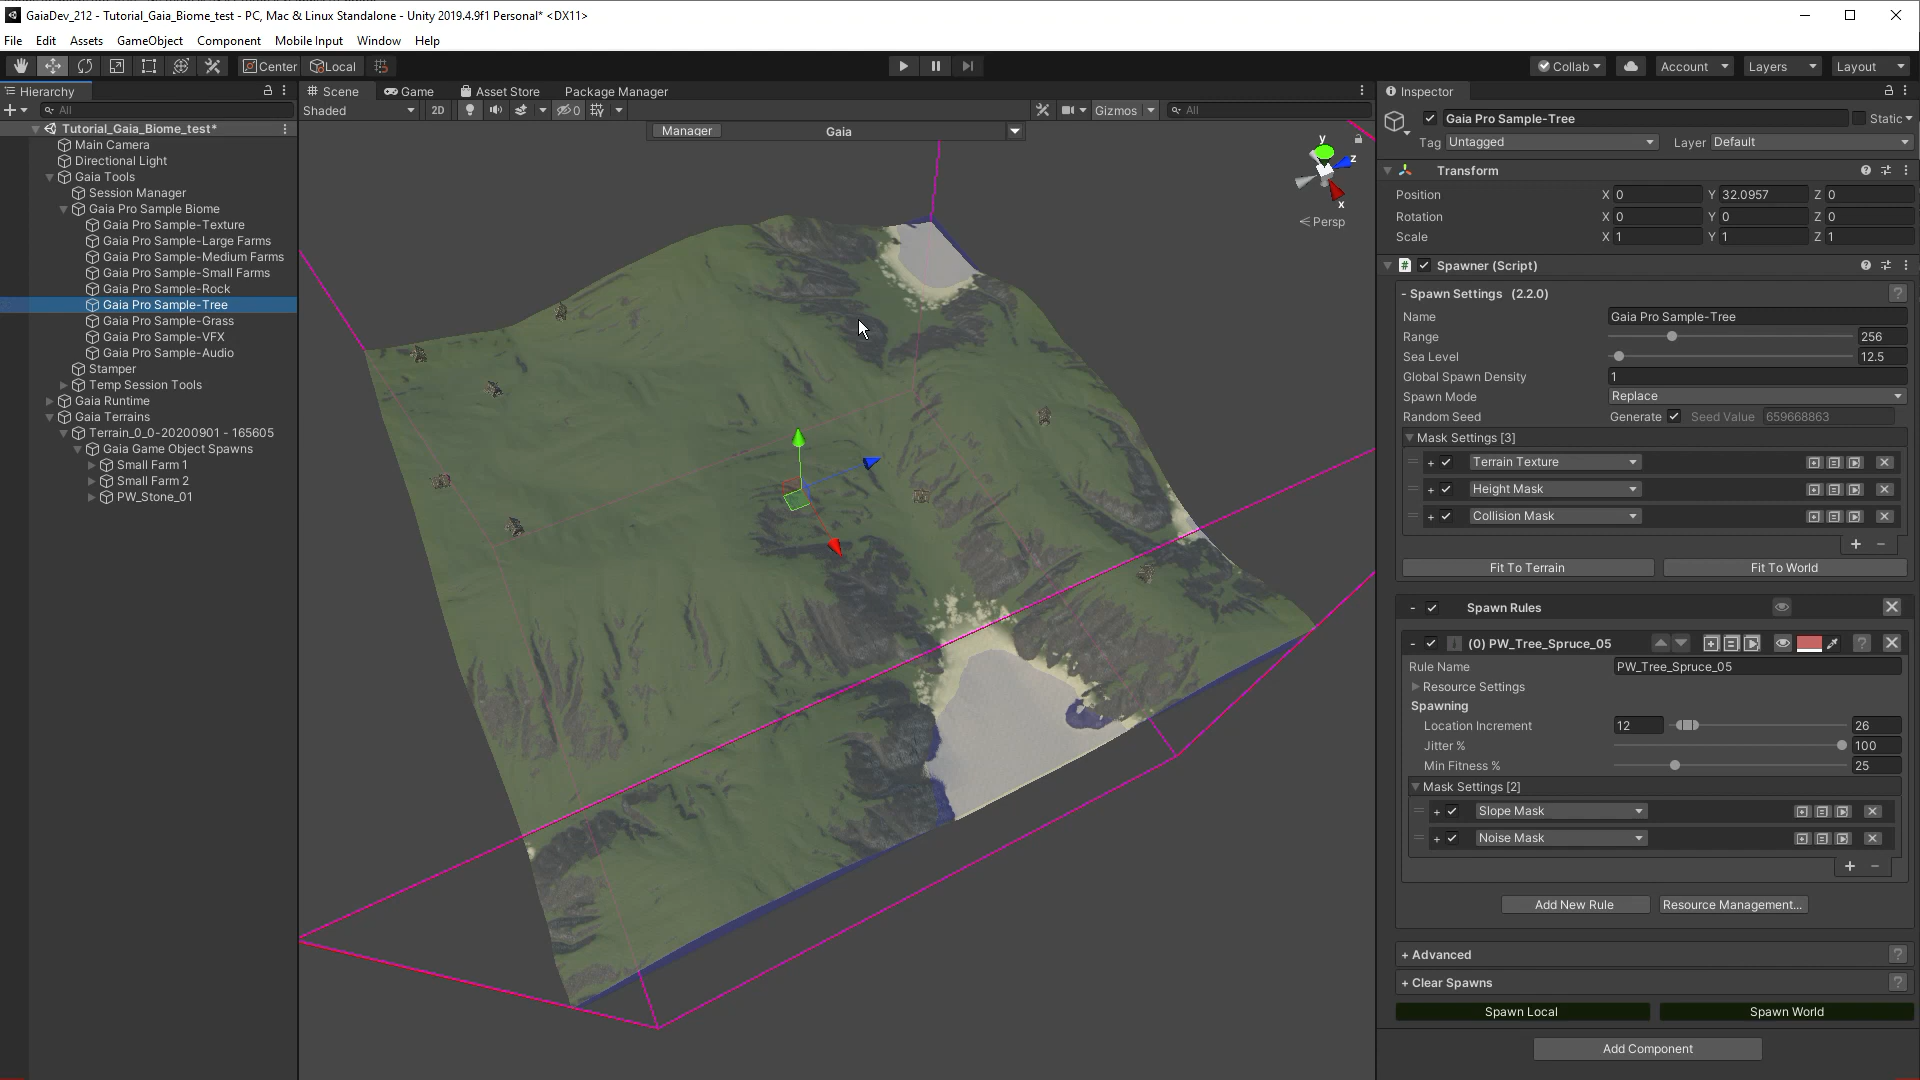 GaiaDev_212 - Tutorial_Gaia_Biome_test - PC, Mac & Linux Standalone - Unity 2019.4.9f1 Personal* <DX11>
File Edit Assets GameObject Component Mobile Input Window Help
Center Local Collab Account Layers Layout
Hierarchy
All
Tutorial_Gaia_Biome_test*
Main Camera
Directional Light
Gaia Tools
Session Manager
Gaia Pro Sample Biome
Gaia Pro Sample-Texture
Gaia Pro Sample-Large Farms
Gaia Pro Sample-Medium Farms
Gaia Pro Sample-Small Farms
Gaia Pro Sample-Rock
Gaia Pro Sample-Tree
Gaia Pro Sample-Grass
Gaia Pro Sample-VFX
Gaia Pro Sample-Audio
Stamper
Temp Session Tools
Gaia Runtime
Gaia Terrains
Terrain_0_0-20200901 - 165605
Gaia Game Object Spawns
Small Farm 1
Small Farm 2
PW_Stone_01
Scene Game Asset Store Package Manager
Shaded 2D 0 Gizmos All
Manager Gaia
y
z
x
< Persp
Inspector
Gaia Pro Sample-Tree Static
Tag Untagged Layer Default
Transform
Position X 0 Y 32.0957 Z 0
Rotation X 0 Y 0 Z 0
Scale X 1 Y 1 Z 1
# Spawner (Script)
- Spawn Settings (2.2.0) ?
Name Gaia Pro Sample-Tree
Range 256
Sea Level 12.5
Global Spawn Density 1
Spawn Mode Replace
Random Seed Generate Seed Value 659668863
Mask Settings [3]
+ Terrain Texture
+ Height Mask
+ Collision Mask
+ -
Fit To Terrain Fit To World
- Spawn Rules
- (0) PW_Tree_Spruce_05 ?
Rule Name PW_Tree_Spruce_05
Resource Settings
Spawning
Location Increment 12 26
Jitter % 100
Min Fitness % 25
Mask Settings [2]
+ Slope Mask
+ Noise Mask
+ -
Add New Rule Resource Management...
+ Advanced ?
+ Clear Spawns ?
Spawn Local Spawn World
Add Component